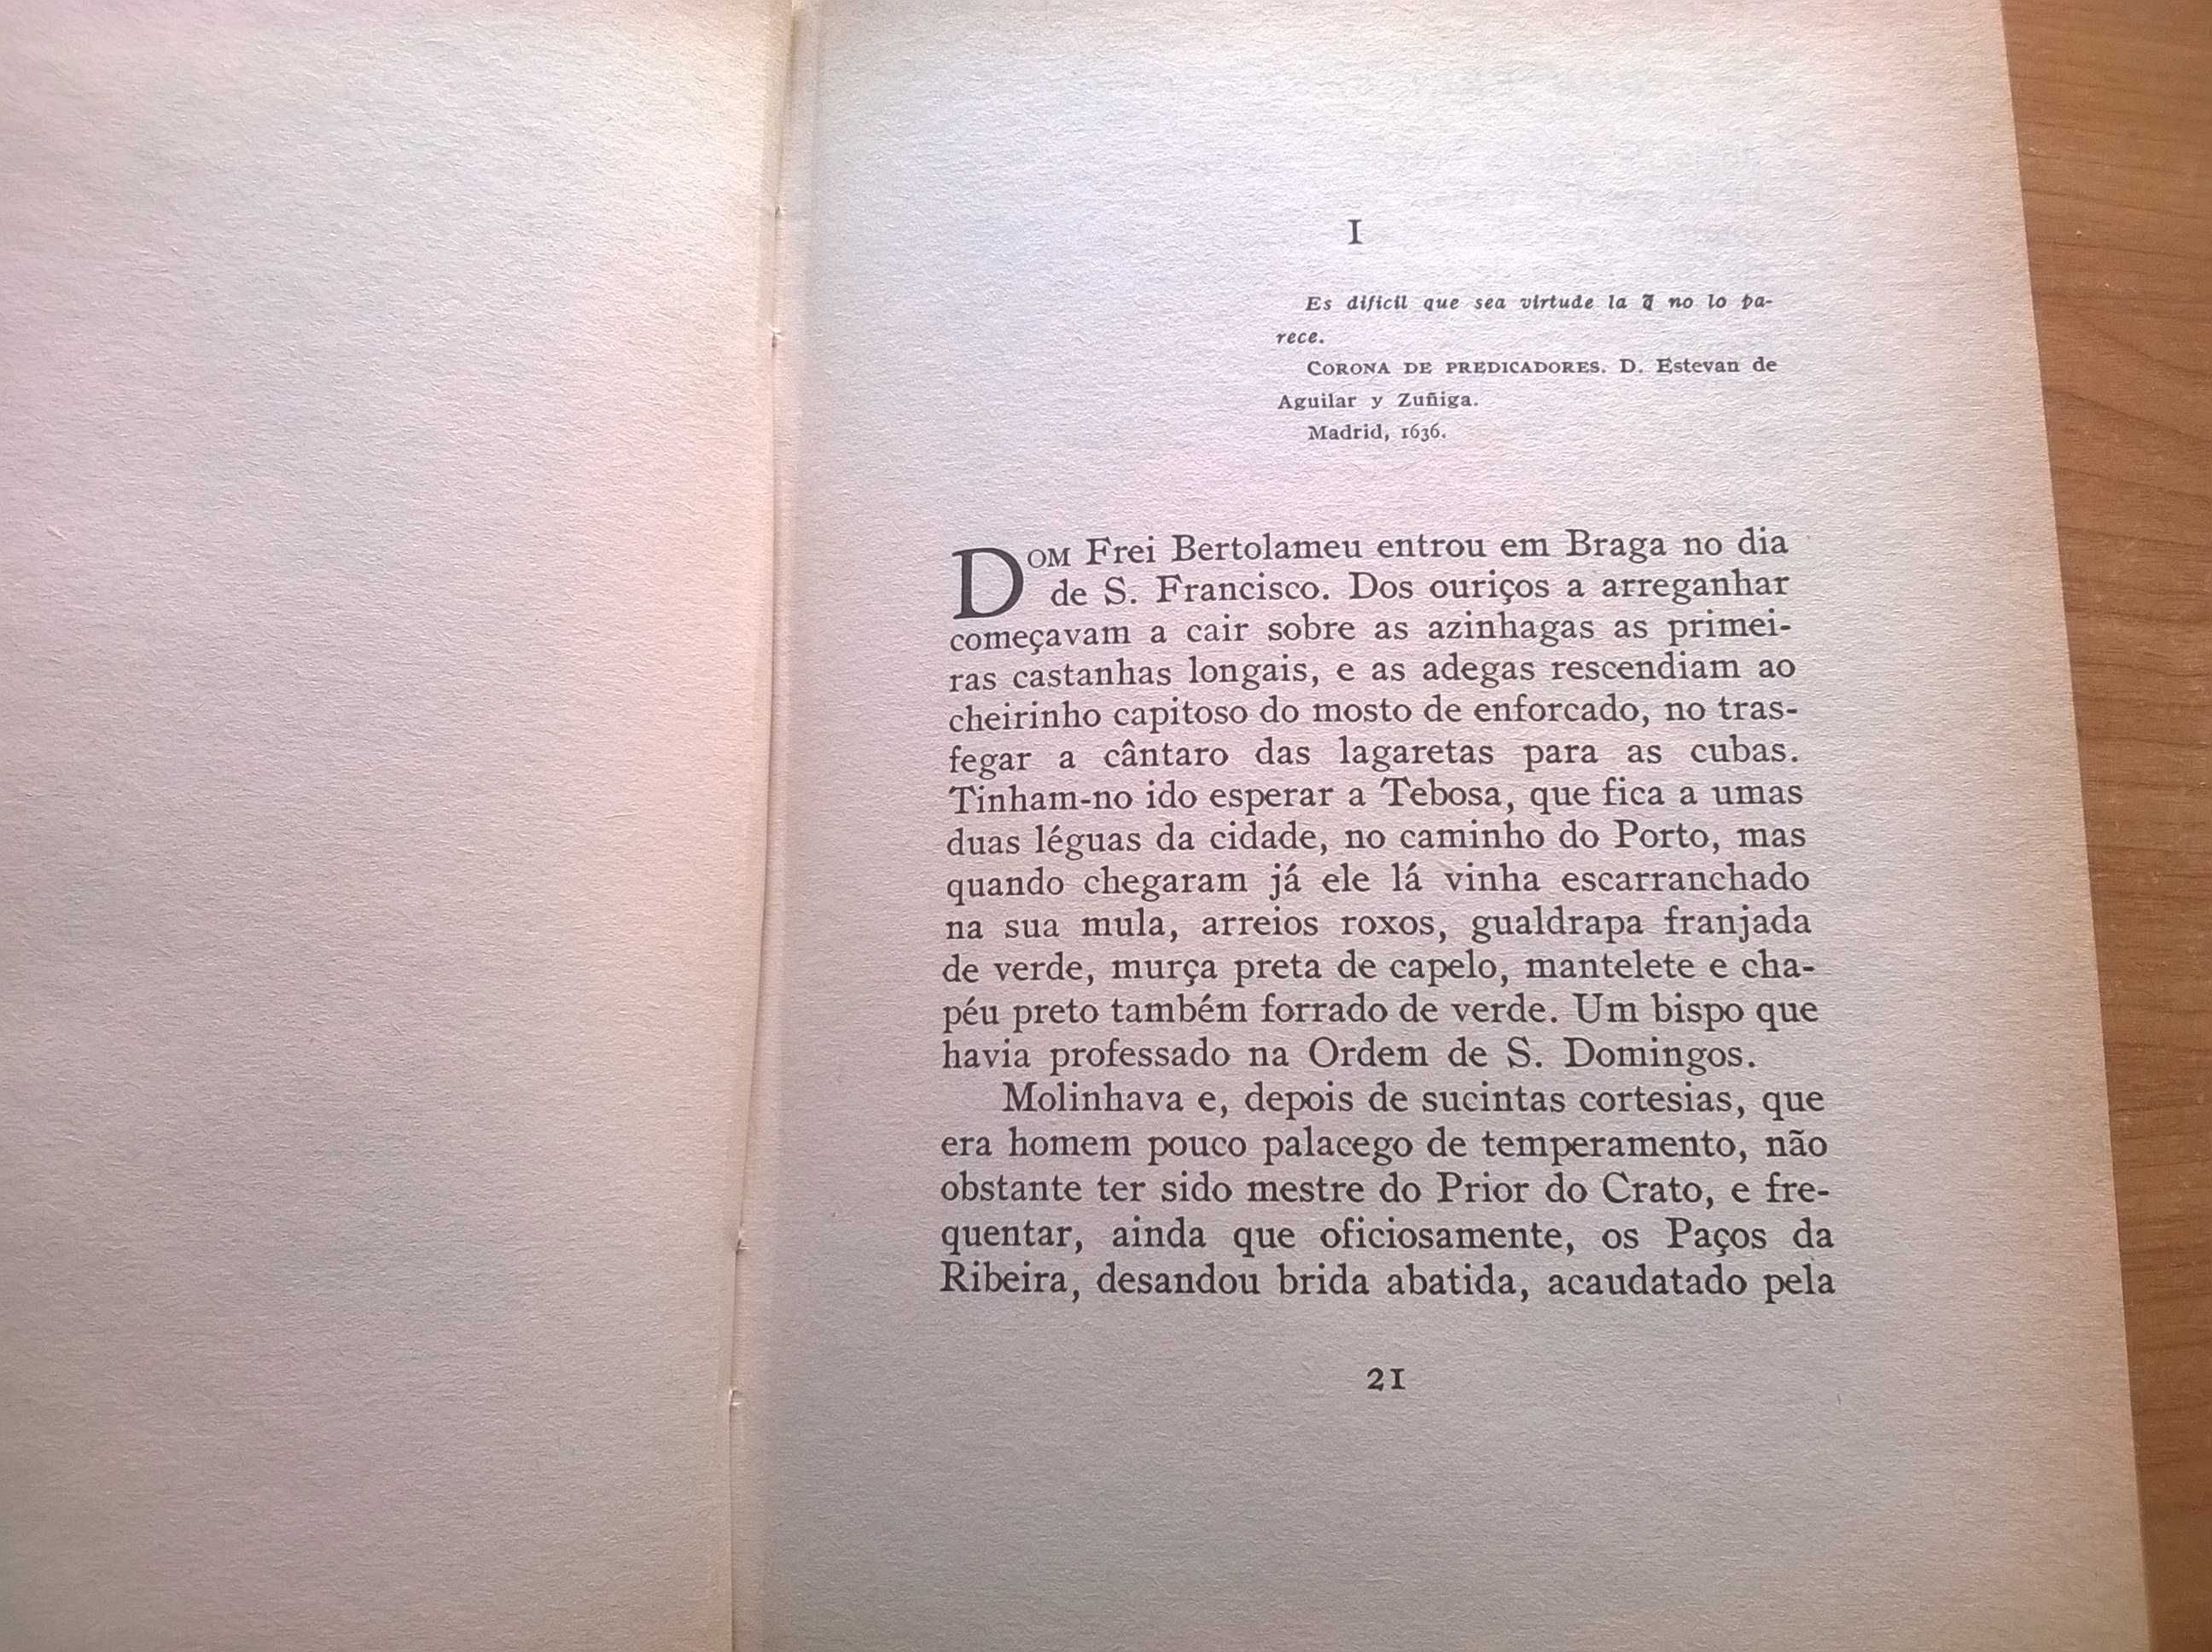 I
Es dificil que sea virtude la q̃ no lo pa-
rece.
CORONA DE PREDICADORES. D. Estevan de
Aguilar y Zuñiga.
Madrid, 1636.
DOM Frei Bertolameu entrou em Braga no dia
de S. Francisco. Dos ouriços a arreganhar
começavam a cair sobre as azinhagas as primei-
ras castanhas longais, e as adegas rescendiam ao
cheirinho capitoso do mosto de enforcado, no tras-
fegar a cântaro das lagaretas para as cubas.
Tinham-no ido esperar a Tebosa, que fica a umas
duas léguas da cidade, no caminho do Porto, mas
quando chegaram já ele lá vinha escarranchado
na sua mula, arreios roxos, gualdrapa franjada
de verde, murça preta de capelo, mantelete e cha-
péu preto também forrado de verde. Um bispo que
havia professado na Ordem de S. Domingos.
Molinhava e, depois de sucintas cortesias, que
era homem pouco palacego de temperamento, não
obstante ter sido mestre do Prior do Crato, e fre-
quentar, ainda que oficiosamente, os Paços da
Ribeira, desandou brida abatida, acaudatado pela
21